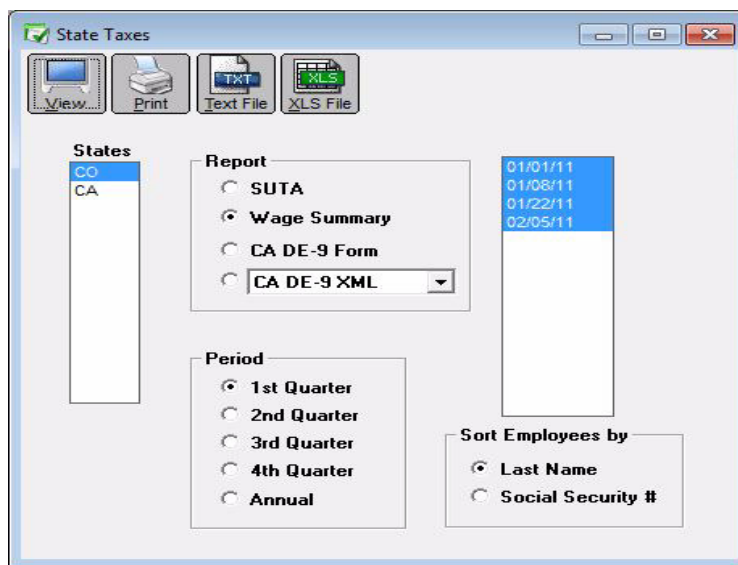 State Taxes
View...
Print
TXT
Text File
XLS
XLS File
States
CO
CA
Report
SUTA
Wage Summary
CA DE-9 Form
CA DE-9 XML
01/01/11
01/08/11
01/22/11
02/05/11
Period
1st Quarter
2nd Quarter
3rd Quarter
4th Quarter
Annual
Sort Employees by
Last Name
Social Security #